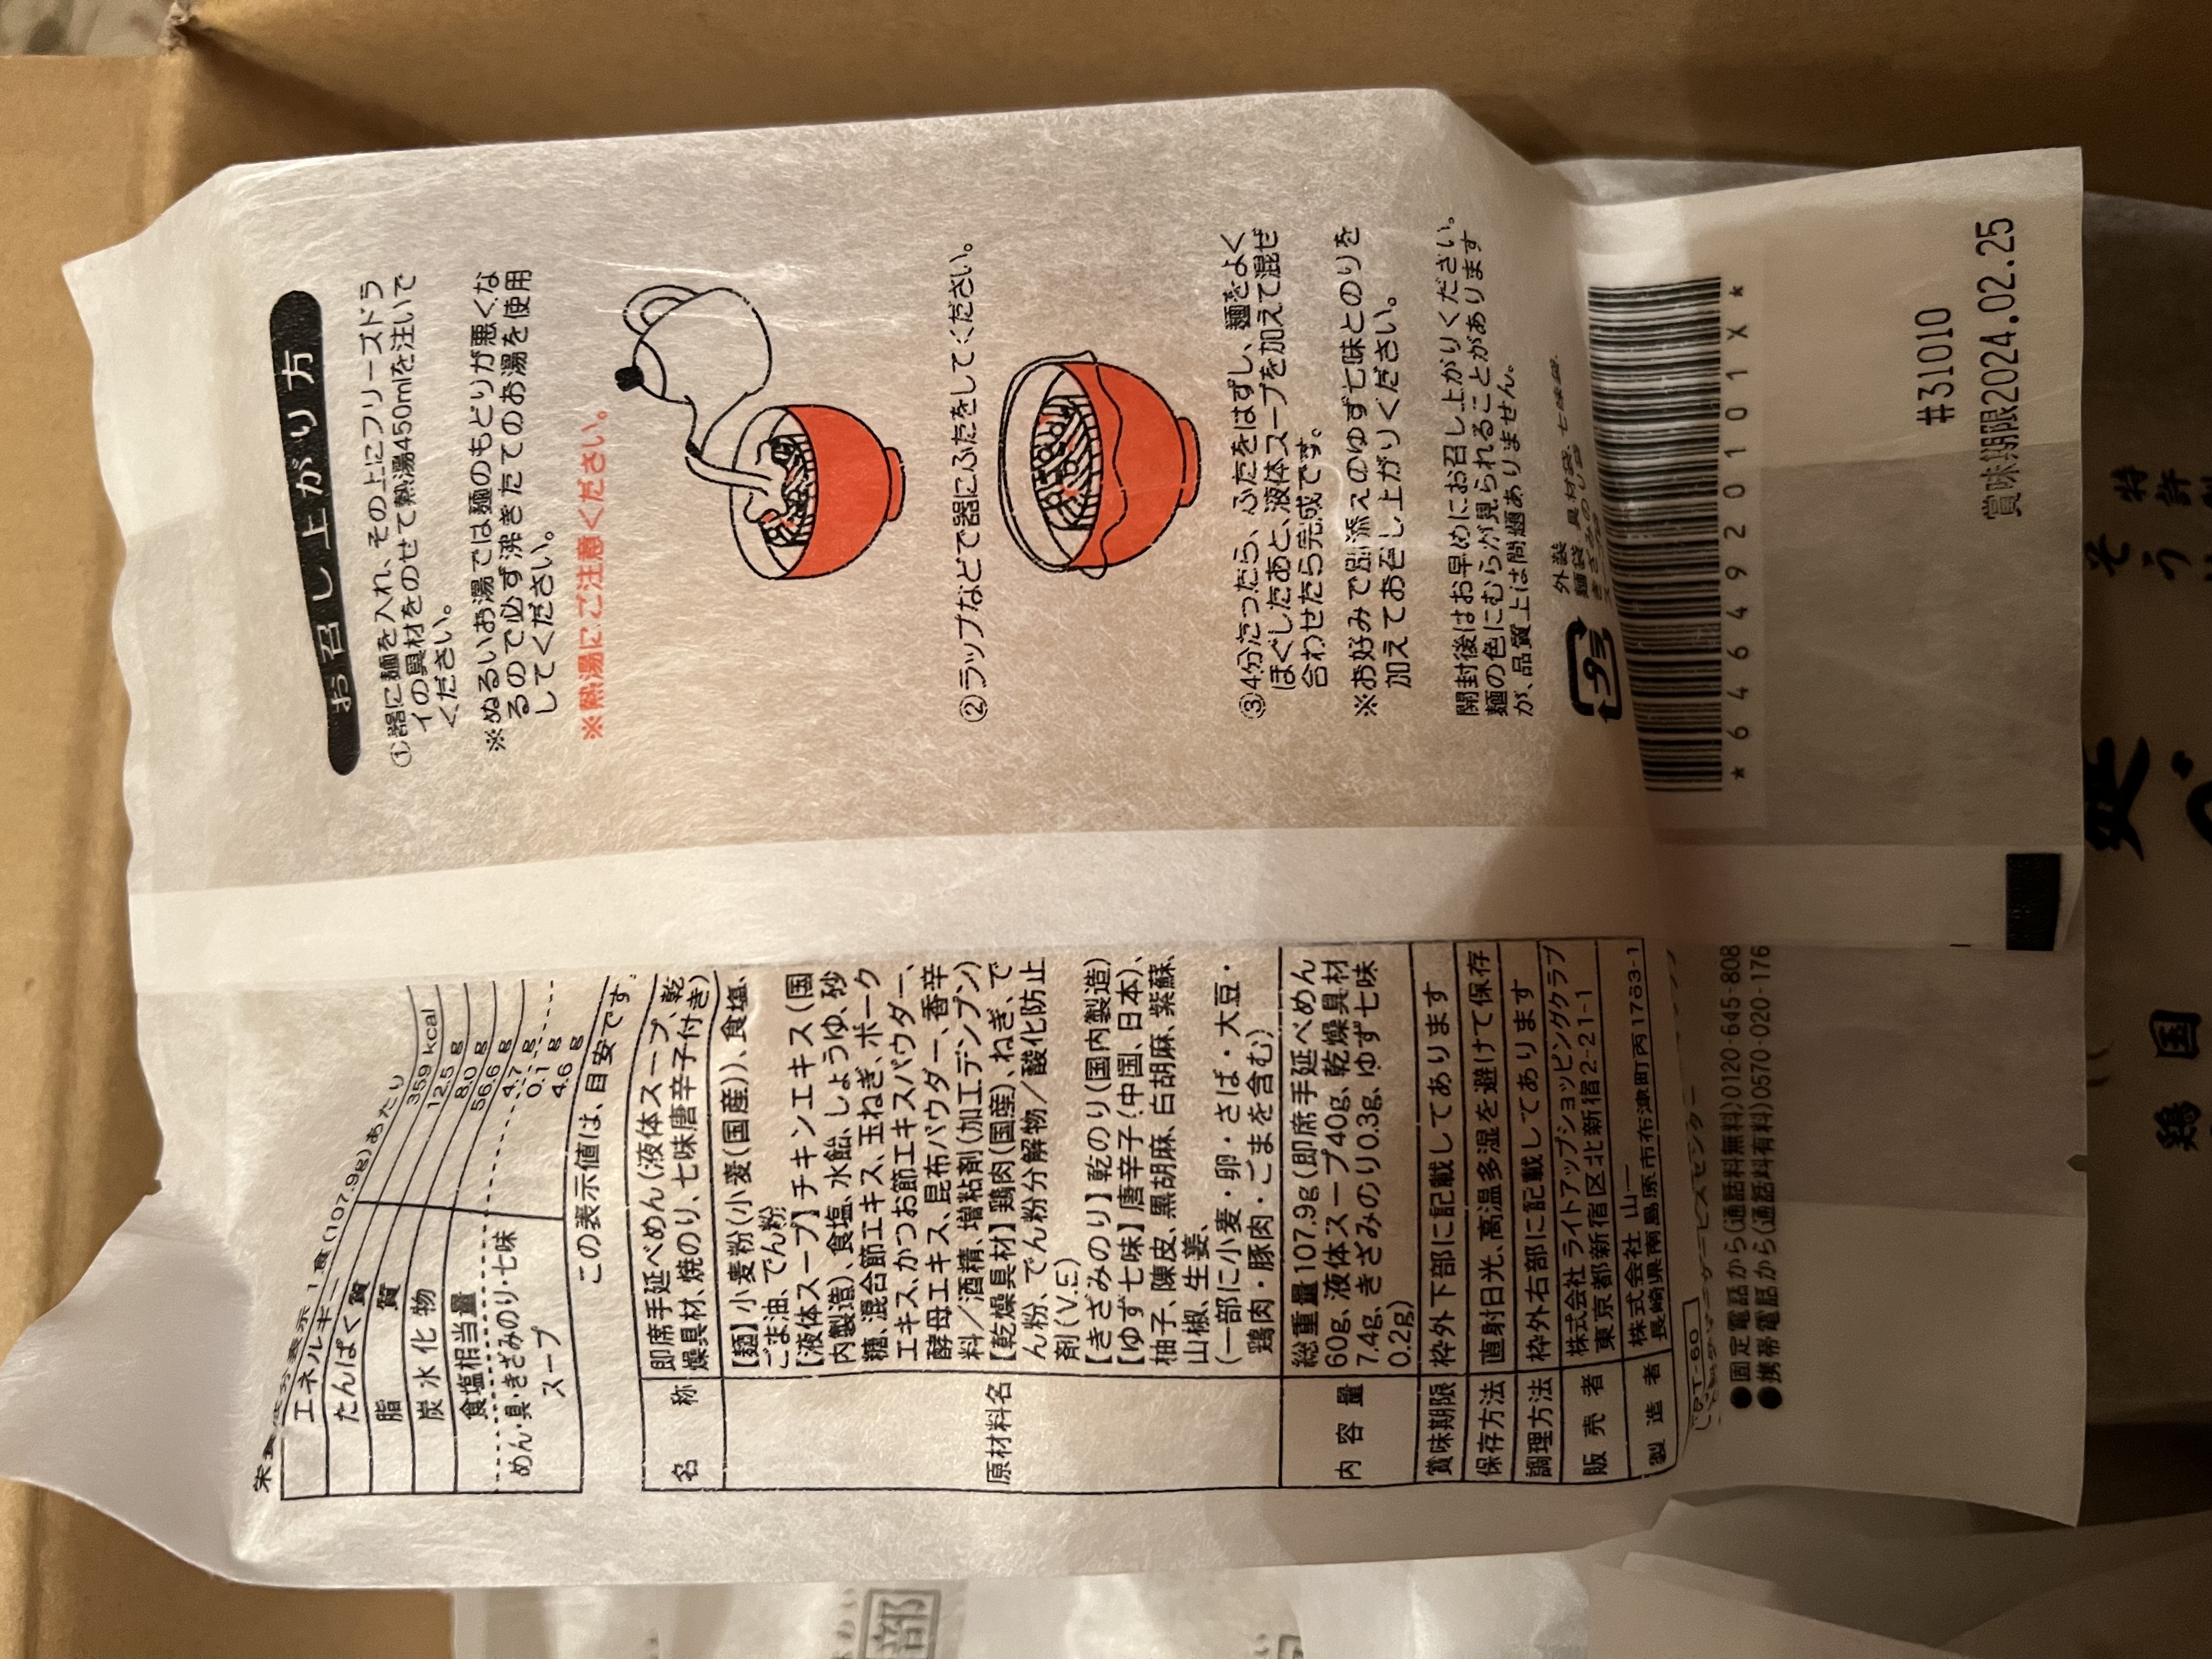 お召し上がり方
①器に麺を入れ、その上にフリーズドラ
イの具材をのせて熱湯450mlを注いで
ください。
※ぬるいお湯では麺のもどりが悪くな
るので必ず沸きたてのお湯を使用
してください。
※熱湯にご注意ください。
②ラップなどで器にふたをしてください。
③4分たったら、ふたをはずし、麺をよく
ほぐしたあと、液体スープを加えて混ぜ
合わせたら完成です。
※お好みで別添えのゆず七味とのりを
加えてお召し上がりください。
開封後はお早めにお召し上がりください。
麺の色にむらが見られることがあります
が、品質上は問題ありません。
プラ
外装
麺袋 具材袋 七味袋
きざみのり
*6464920101X*
#31010
賞味期限2024.02.25
1食(107.9g)あたり
エネルギー 359 kcal
たんぱく質 12.5 g
脂質 8.0 g
炭水化物 56.6 g
食塩相当量 4.7 g
めん・具・きざみのり・七味 0.1 g
スープ 4.6 g
この表示値は、目安です。
名称 即席手延べめん(液体スープ、乾
燥具材、焼のり、七味唐辛子付き)
原材料名 【麺】小麦粉(小麦(国産))、食塩、
ごま油、でん粉
【液体スープ】チキンエキス(国
内製造)、食塩、水飴、しょうゆ、砂
糖、混合節エキス、玉ねぎ、ポーク
エキス、かつお節エキスパウダー、
酵母エキス、昆布パウダー、香辛
料/酒精、増粘剤(加工デンプン)
【乾燥具材】鶏肉(国産)、ねぎ、で
ん粉、でん粉分解物/酸化防止
剤(V.E)
【きざみのり】乾のり(国内製造)
【ゆず七味】唐辛子(中国、日本)、
柚子、陳皮、黒胡麻、白胡麻、紫蘇、
山椒、生姜、
(一部に小麦・卵・さば・大豆・
鶏肉・豚肉・ごまを含む)
内容量 総重量107.9g(即席手延べめん
60g、液体スープ40g、乾燥具材
7.4g、きざみのり0.3g、ゆず七味
0.2g)
賞味期限 枠外下部に記載してあります
保存方法 直射日光、高温多湿を避けて保存
調理方法 枠外右部に記載してあります
販売者 株式会社 ライトアップショッピングクラブ
東京都新宿区北新宿2-21-1
製造者 株式会社 山一
長崎県南島原市布津町丙1763-1
●固定電話から(通話料無料)0120-645-808
●携帯電話から(通話料有料)0570-020-176
特許
そう
国
鶏
部